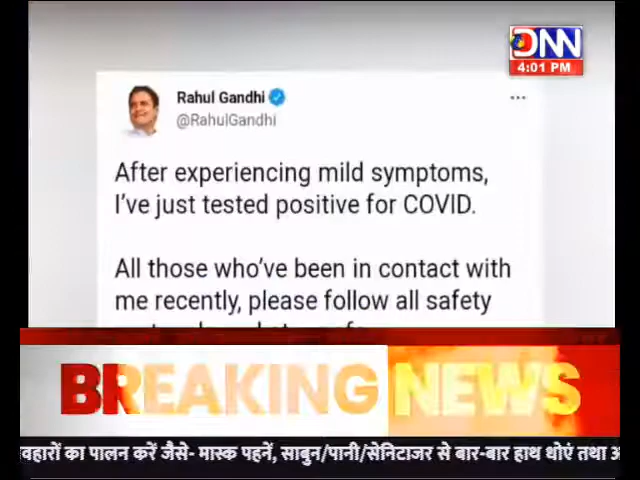 DNN
4:01 PM
Rahul Gandhi
@RahulGandhi
After experiencing mild symptoms,
I've just tested positive for COVID.
All those who've been in contact with
me recently, please follow all safety
BREAKING NEWS
वहारों का पालन करें जैसे- मास्क पहनें, साबुन/पानी/सेनिटाजर से बार-बार हाथ धोएं तथा